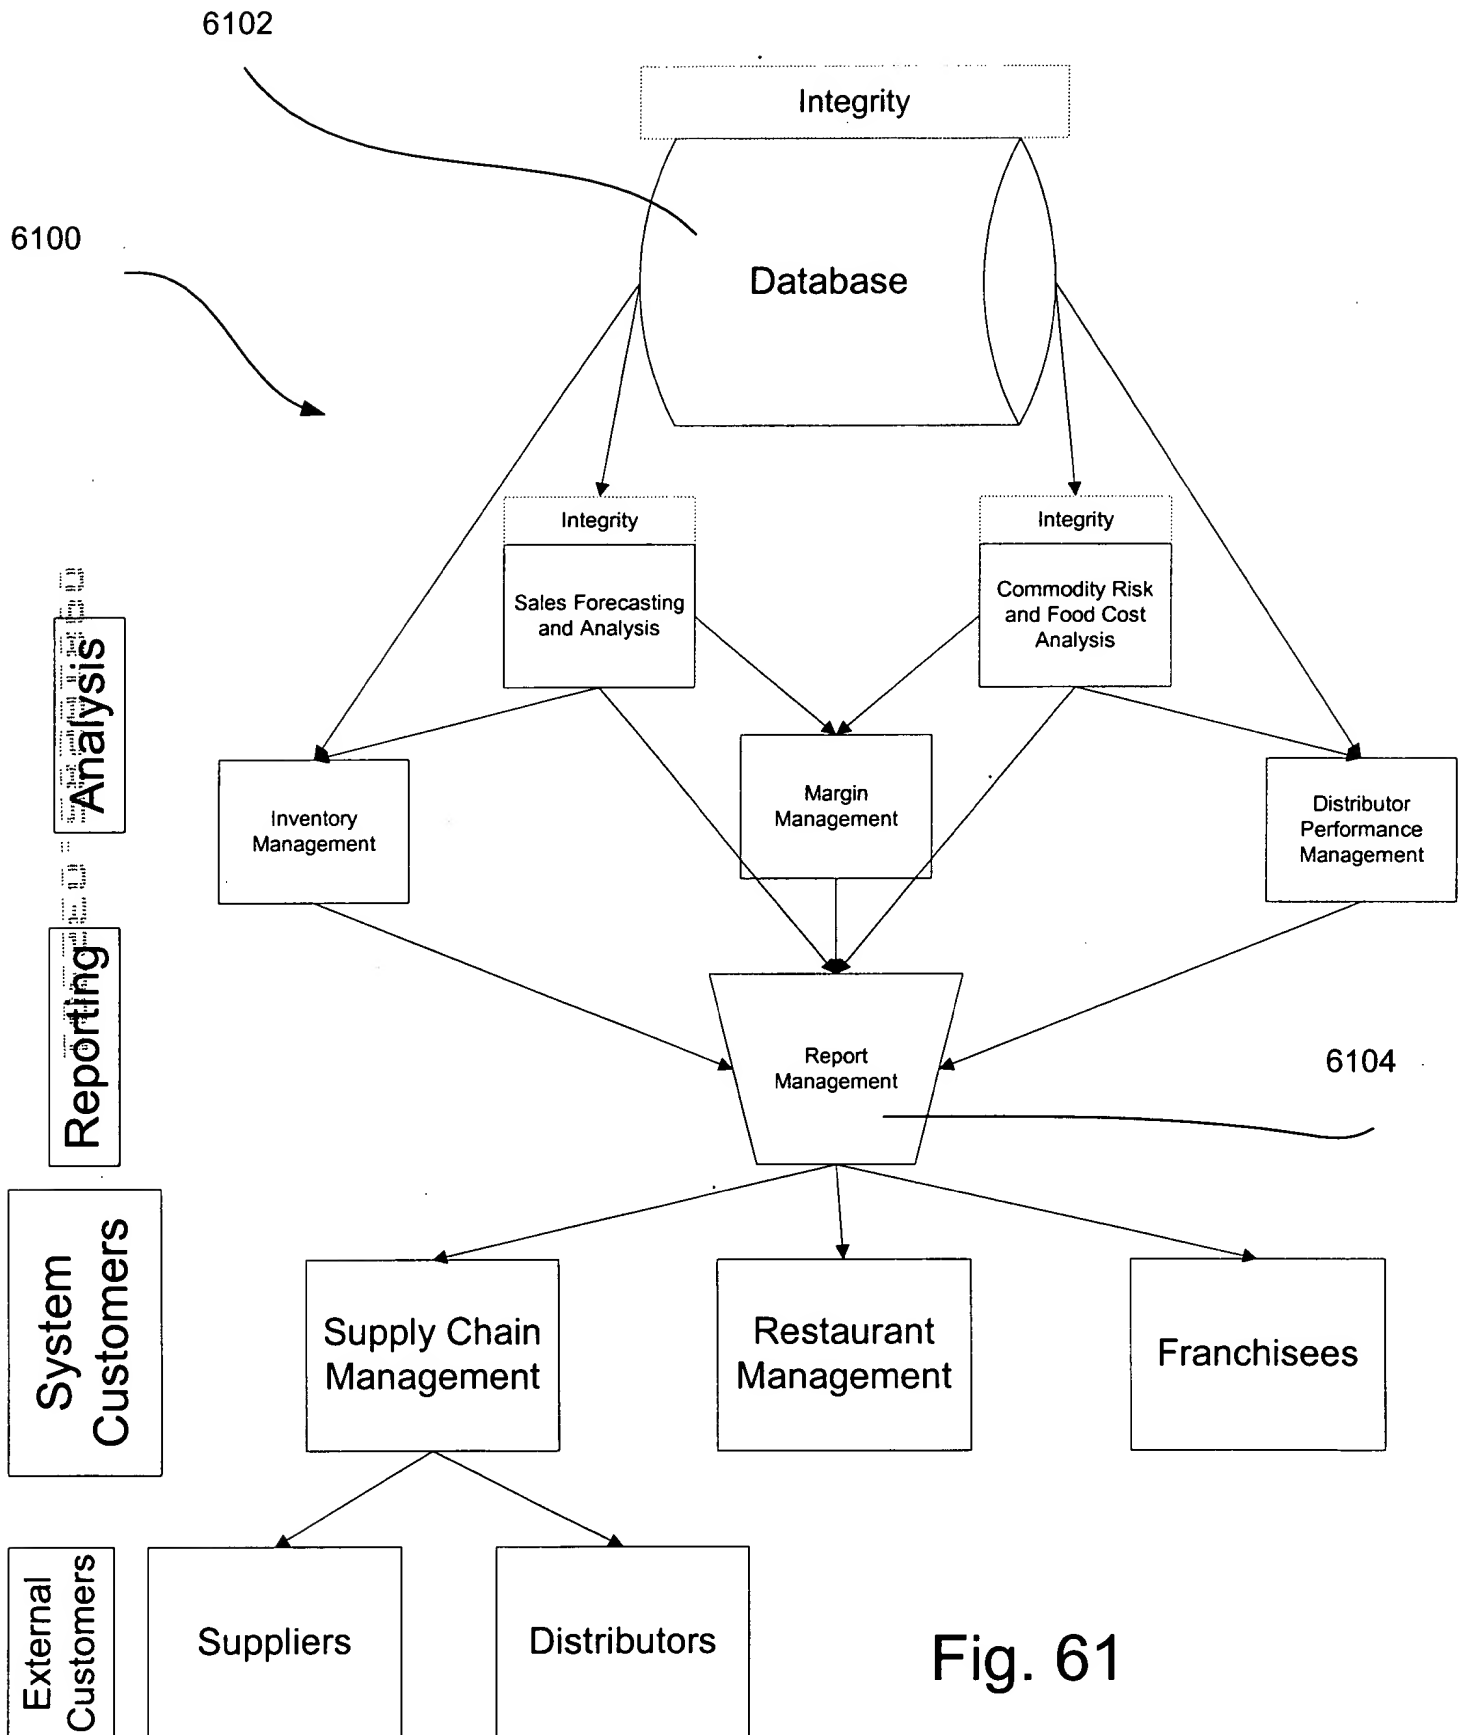 6102
Integrity
6100
Database
Integrity
Integrity
Sales Forecasting
and Analysis
Commodity Risk
and Food Cost
Analysis
Analysis
Inventory
Management
Margin
Management
Distributor
Performance
Management
Reporting
Report
Management
6104
System
Customers
Supply Chain
Management
Restaurant
Management
Franchisees
External
Customers
Suppliers
Distributors
Fig. 61